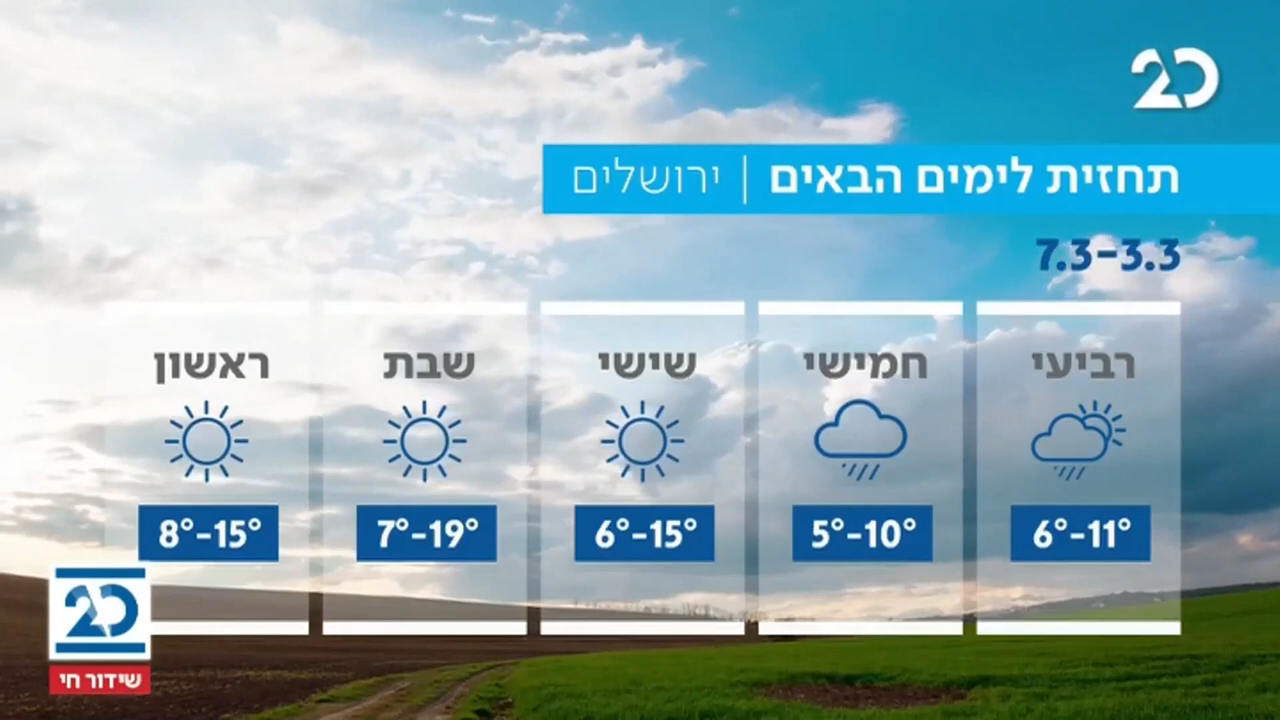 20
תחזית לימים הבאים | ירושלים
7.3-3.3
רביעי
6°-11°
חמישי
5°-10°
שישי
6°-15°
שבת
7°-19°
ראשון
8°-15°
20
שידור חי